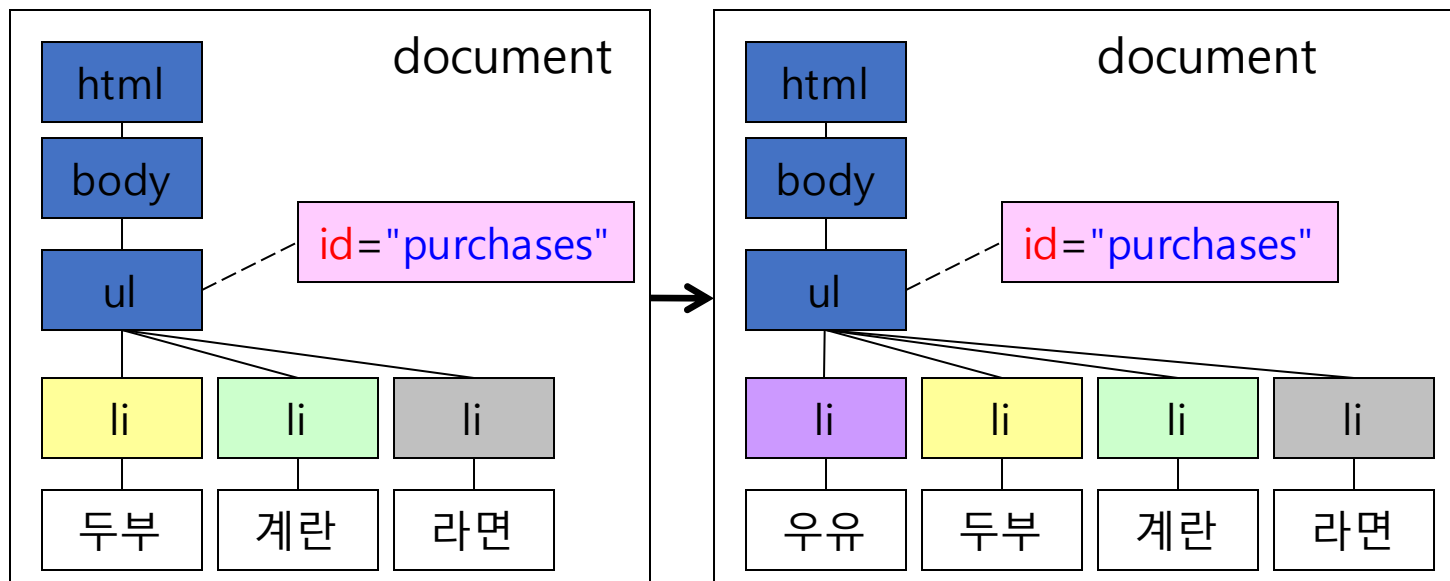 document
html
body
id="purchases"
ul
li li li
두부 계란 라면
document
html
body
id="purchases"
ul
li li li li
우유 두부 계란 라면